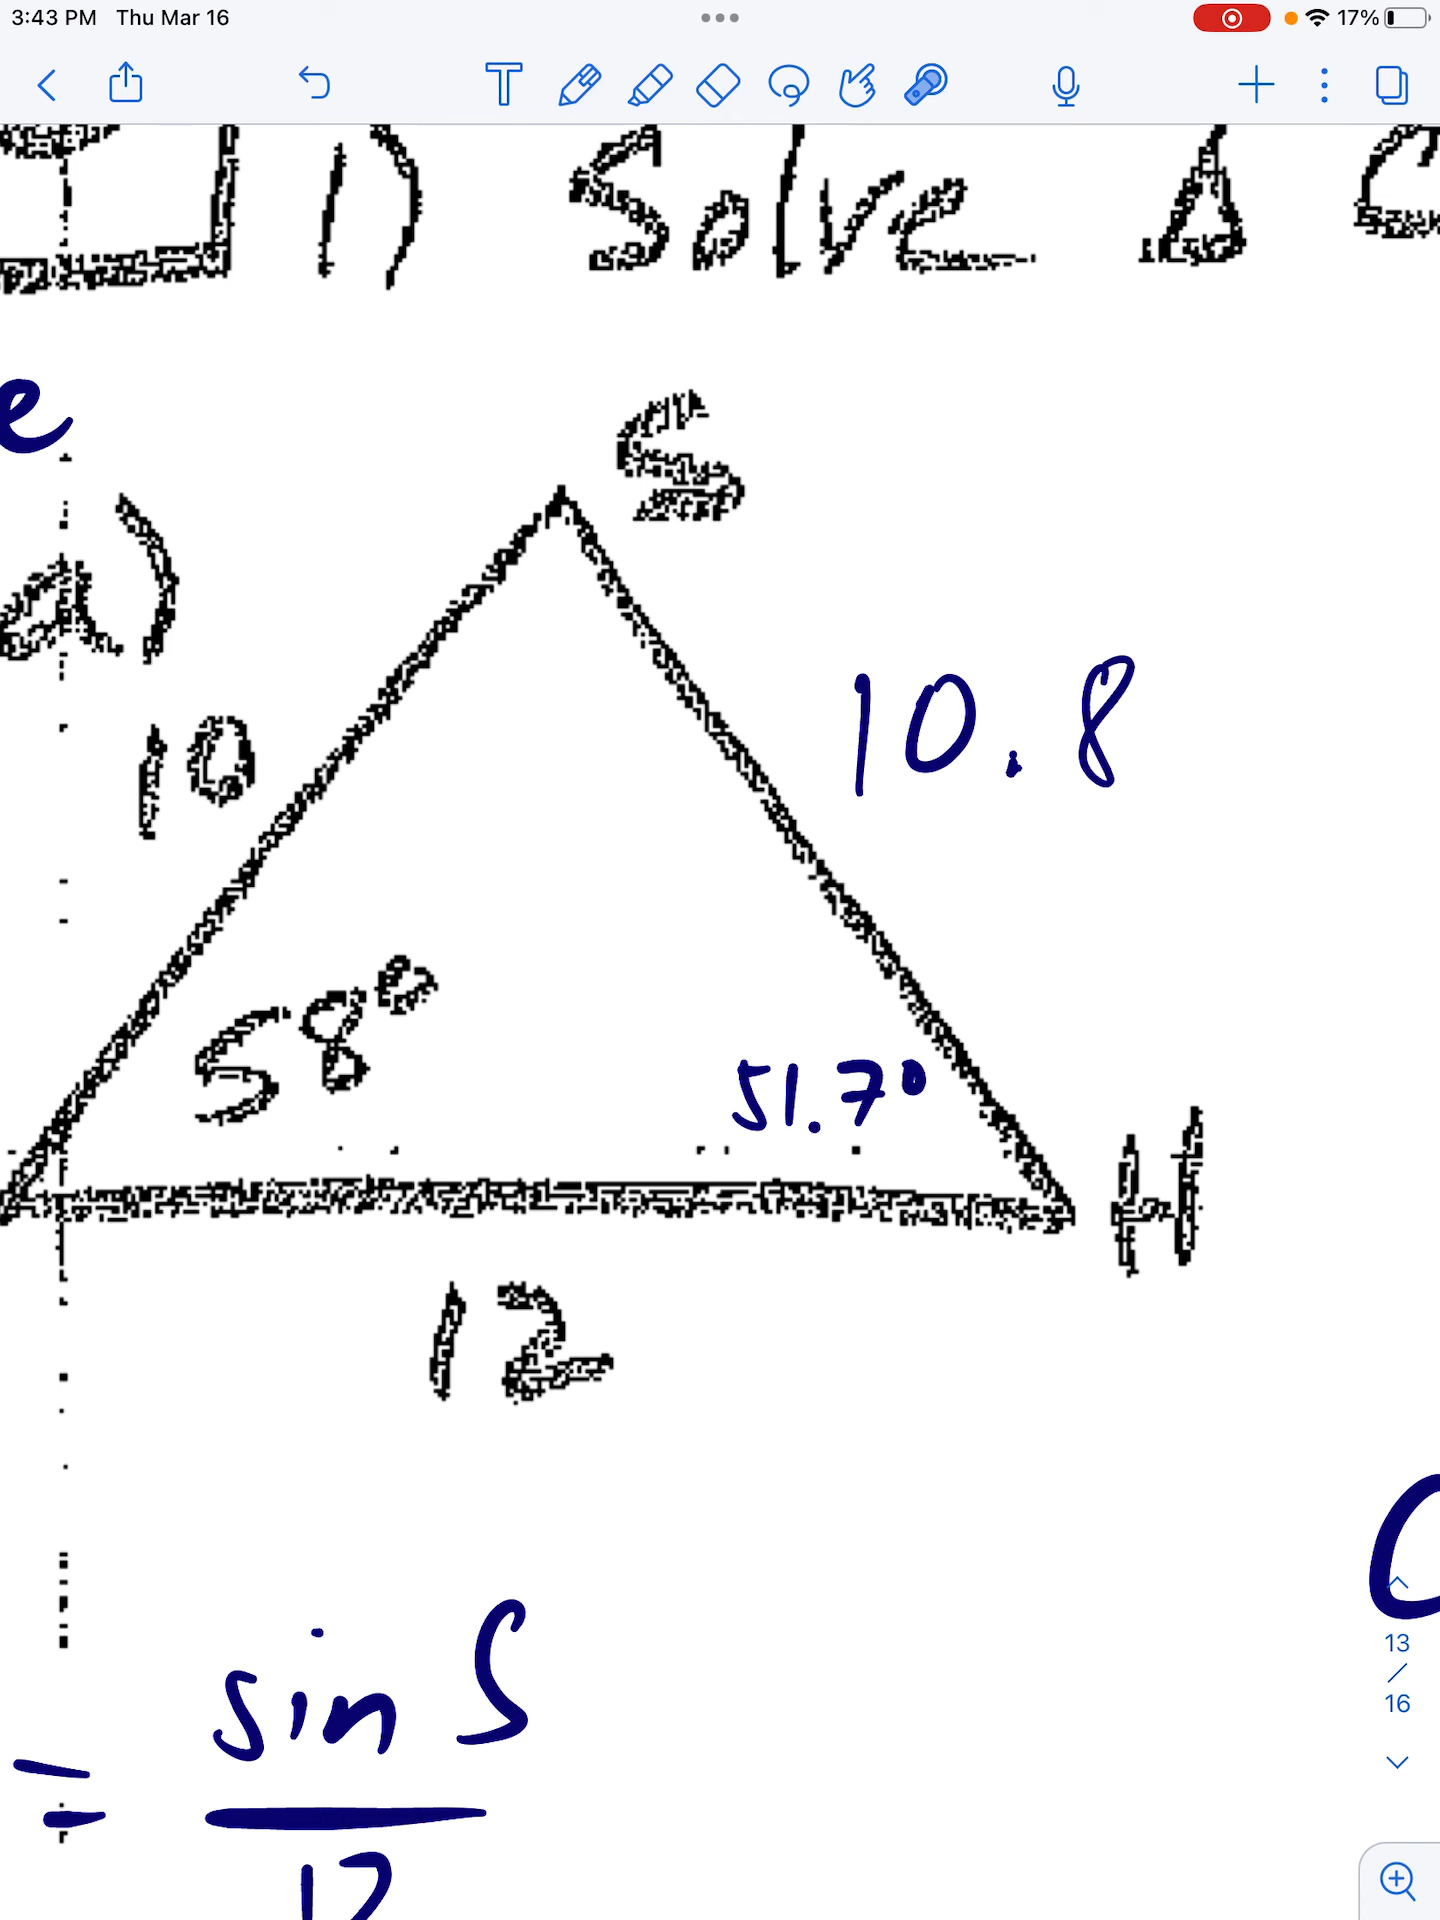 3:43 PM Thu Mar 16
17%
1) Solve Δ
e
S
a)
10
10.8
58°
51.7°
H
12
13
/
16
= sin S
12